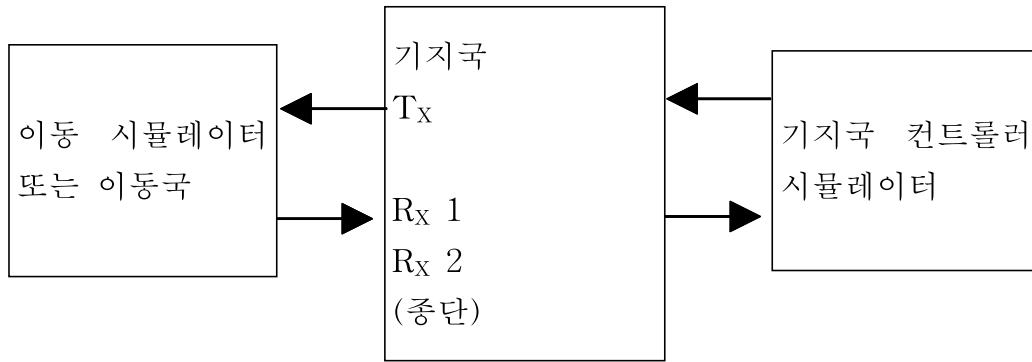 이동 시뮬레이터
또는 이동국
기지국
Tx
Rx 1
Rx 2
(종단)
기지국 컨트롤러
시뮬레이터